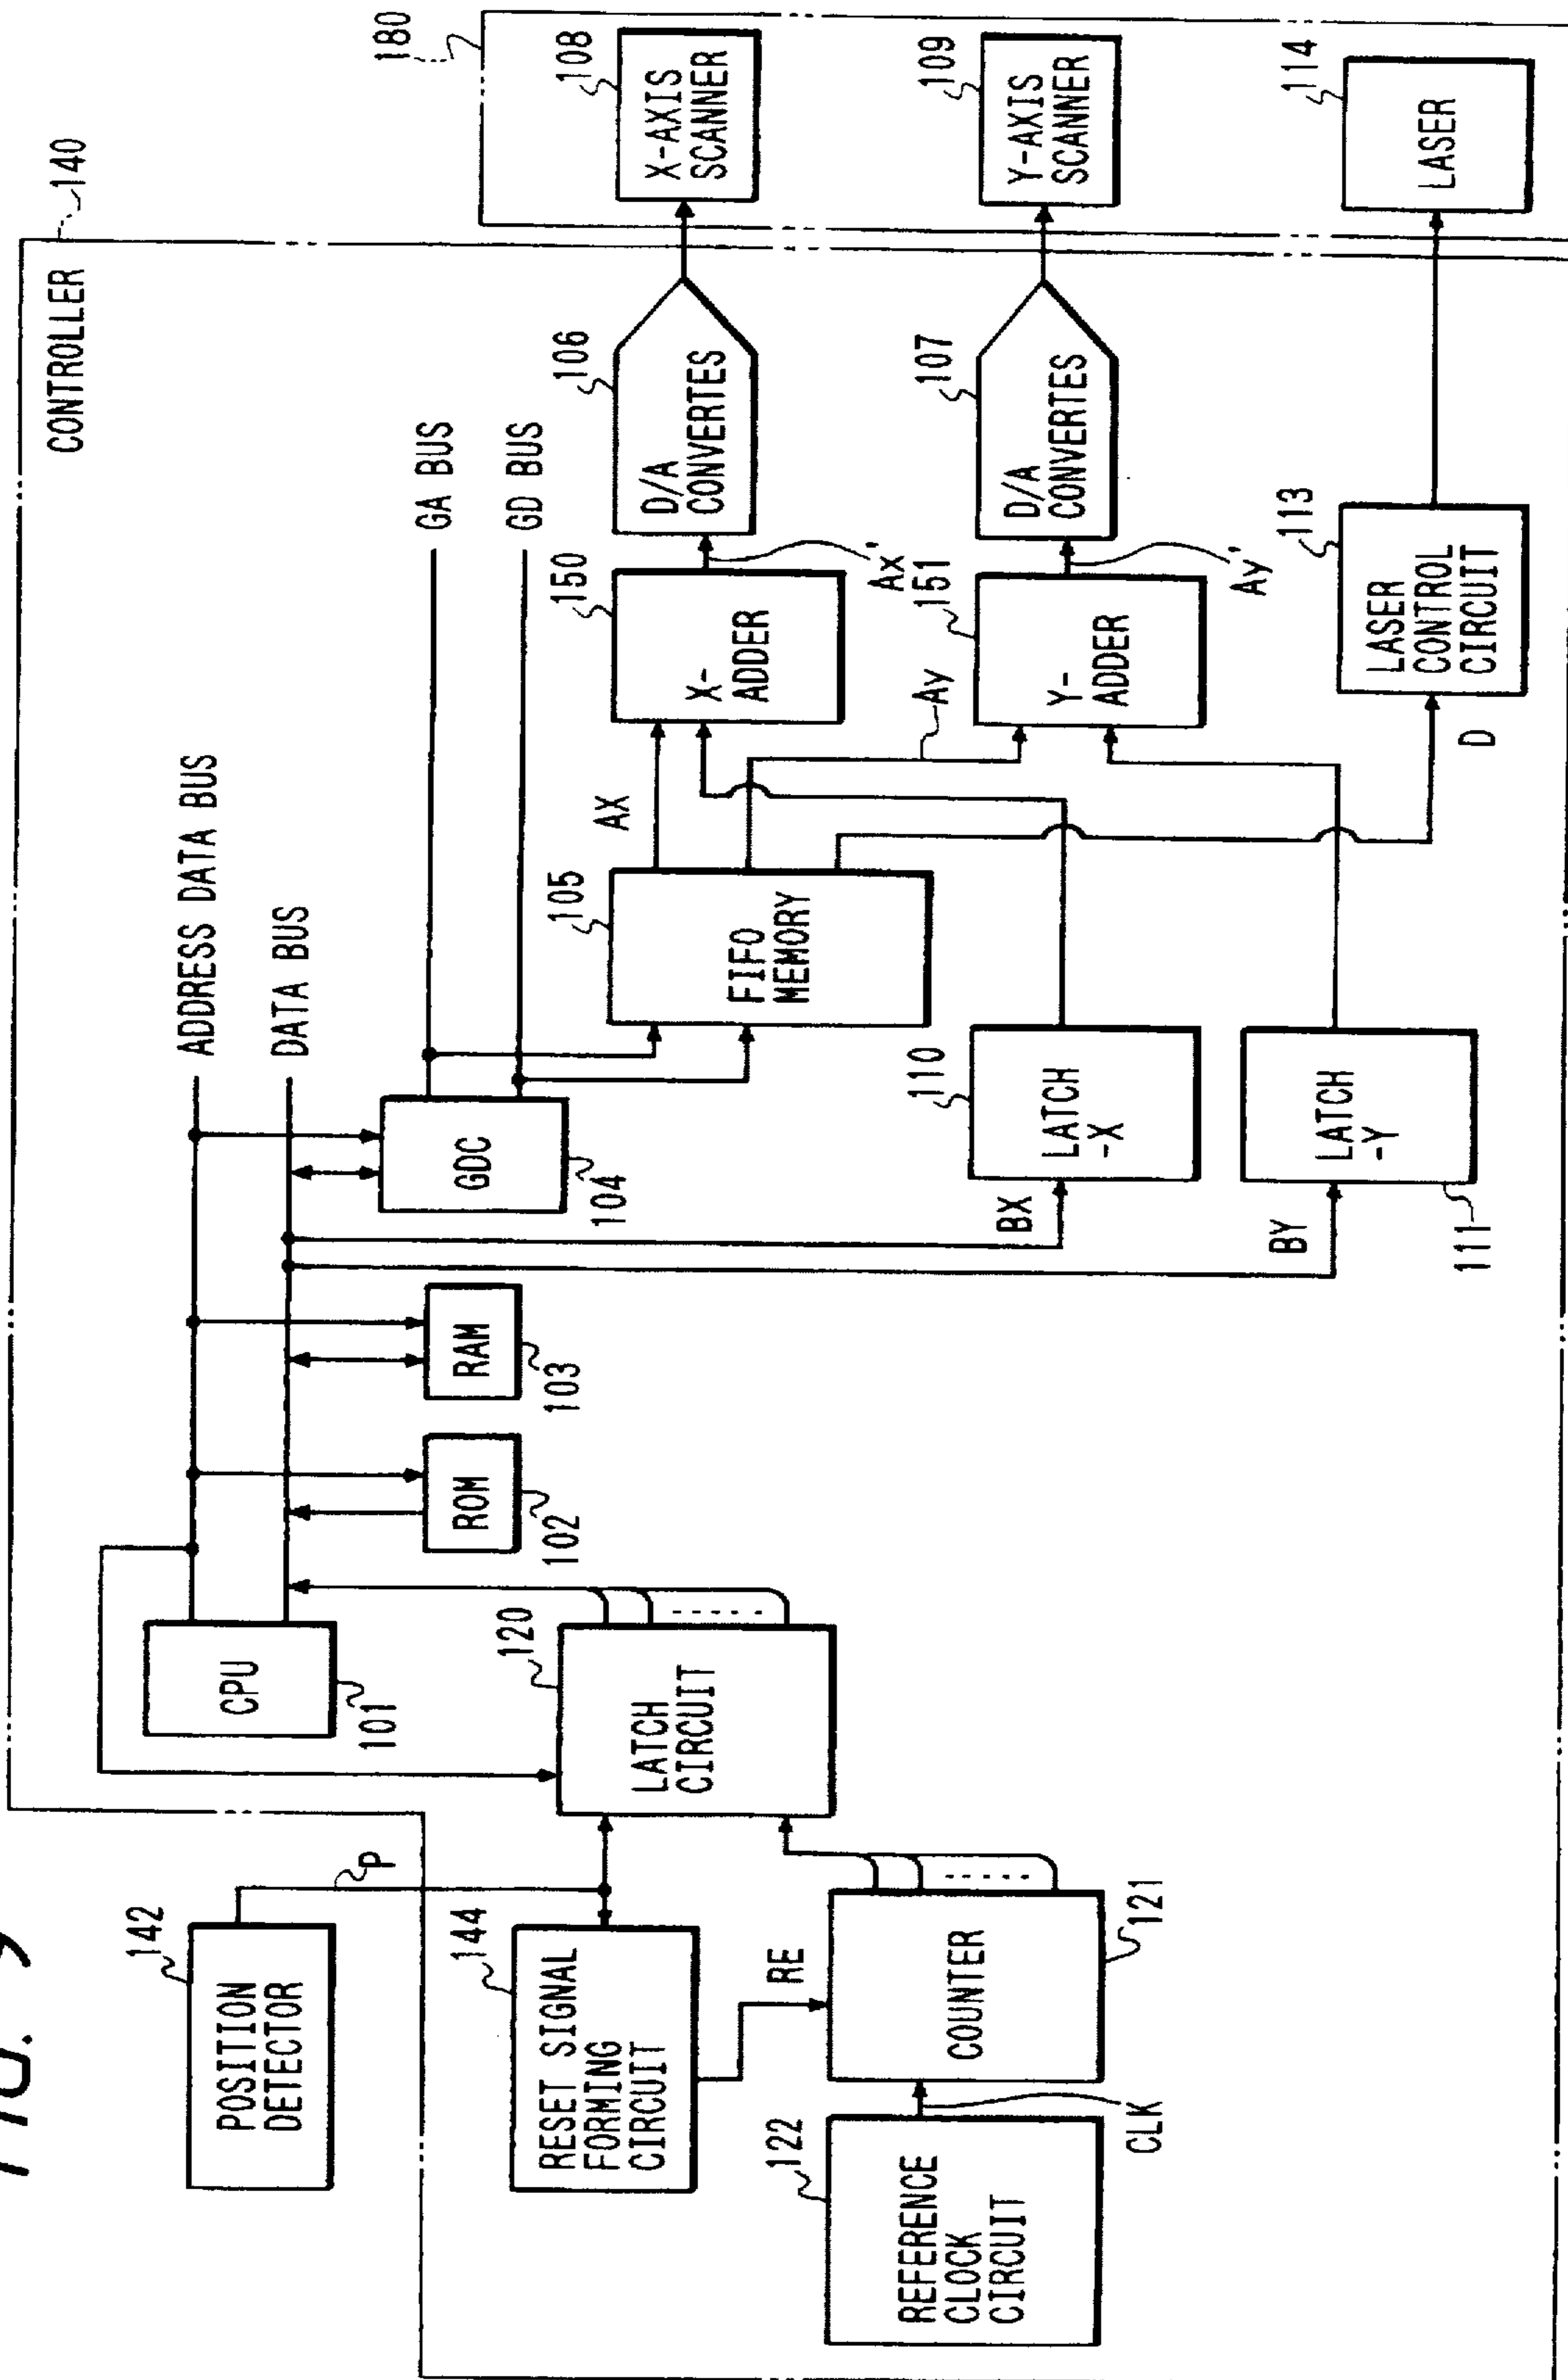 CONTROLLER
140
180
142
POSITION
DETECTOR
P
CPU
101
ADDRESS DATA BUS
DATA BUS
ROM
102
RAM
103
GDC
104
GA BUS
GD BUS
144
RESET SIGNAL
FORMING
CIRCUIT
RE
120
LATCH
CIRCUIT
122
REFERENCE
CLOCK
CIRCUIT
CLK
COUNTER
121
105
FIFO
MEMORY
AX
Ay
D
BX
110
LATCH
-X
BY
LATCH
-Y
111
150
X-
ADDER
Ax'
151
Y-
ADDER
Ay'
106
D/A
CONVERTES
107
D/A
CONVERTES
113
LASER
CONTROL
CIRCUIT
108
X-AXIS
SCANNER
109
Y-AXIS
SCANNER
114
LASER